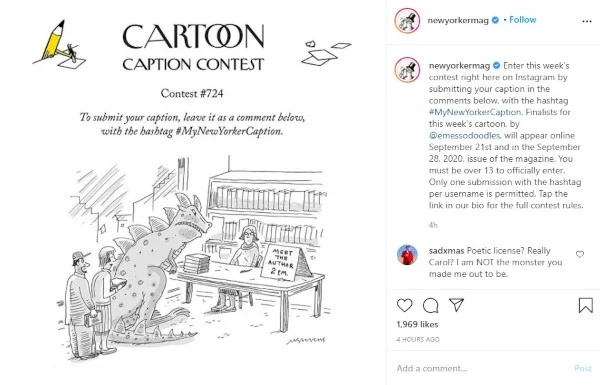 CARTOON
CAPTION CONTEST
Contest #724
To submit your caption, leave it as a comment below,
with the hashtag #MyNewYorkerCaption.
MEET
THE
AUTHOR
2 PM.
newyorkermag • Follow
newyorkermag Enter this week's
contest right here on Instagram by
submitting your caption in the
comments below, with the hashtag
#MyNewYorkerCaption. Finalists for
this week's cartoon, by
@emessodoodles, will appear online
September 21st and in the September
28, 2020, issue of the magazine. You
must be over 13 to officially enter.
Only one submission with the hashtag
per username is permitted. Tap the
link in our bio for the full contest rules.
4h
sadxmas Poetic license? Really
Carol? I am NOT the monster you
made me out to be.
1,969 likes
4 HOURS AGO
Add a comment...
Post